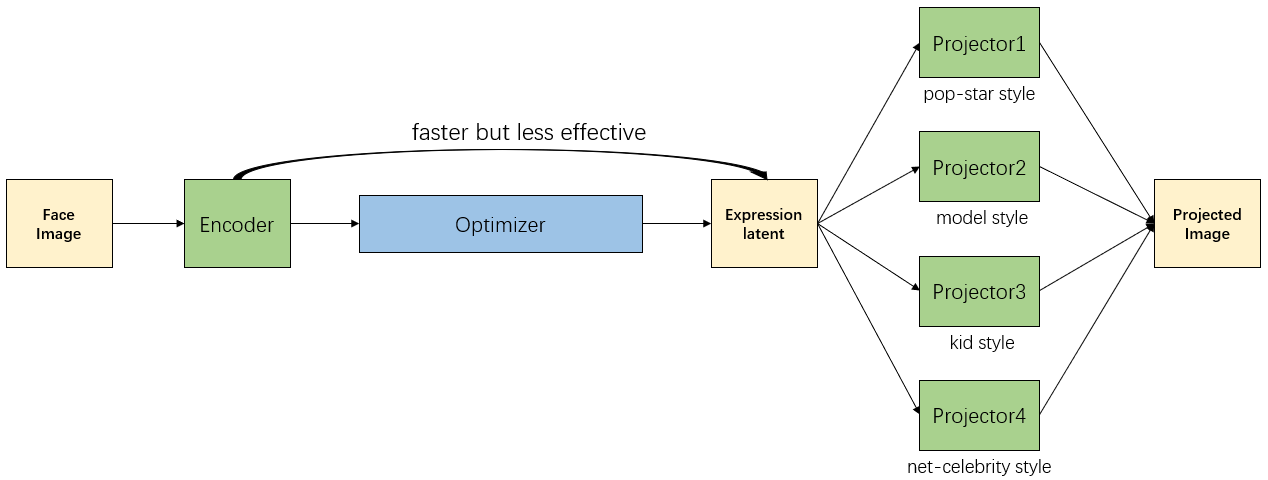 Projector1
pop-star style
faster but less effective
Projector2
model style
Face
Image
Encoder
Optimizer
Expression
latent
Projected
Image
Projector3
kid style
Projector4
net-celebrity style